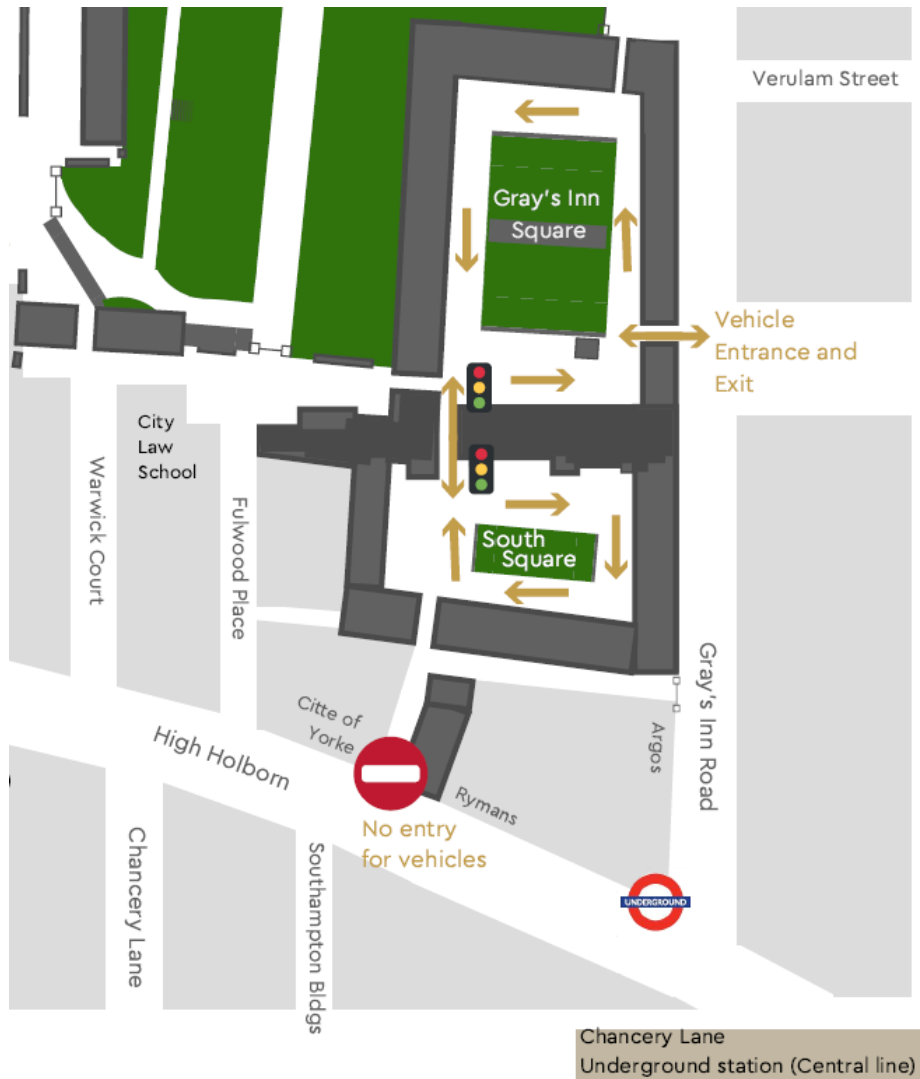 Verulam Street
Gray's Inn
Square
Vehicle
Entrance and
Exit
City
Law
School
South
Square
Warwick Court
Fulwood Place
Gray's Inn Road
Citte of
Yorke
Argos
High Holborn
Rymans
No entry
for vehicles
Chancery Lane
Southampton Bldgs
UNDERGROUND
Chancery Lane
Underground station (Central line)